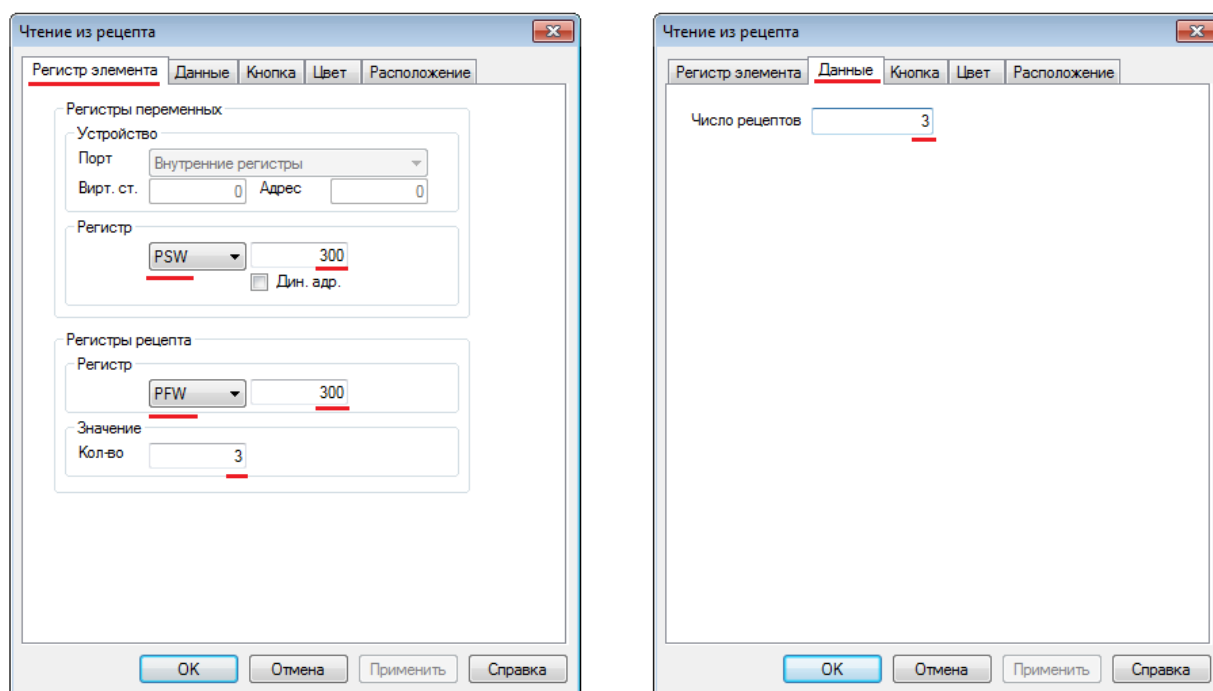 Чтение из рецепта
Регистр элемента Данные Кнопка Цвет Расположение
Регистры переменных
Устройство
Порт Внутренние регистры
Вирт. ст. 0 Адрес 0
Регистр
PSW 300
Дин. адр.
Регистры рецепта
Регистр
PFW 300
Значение
Кол-во 3
OK Отмена Применить Справка
Чтение из рецепта
Регистр элемента Данные Кнопка Цвет Расположение
Число рецептов 3
OK Отмена Применить Справка